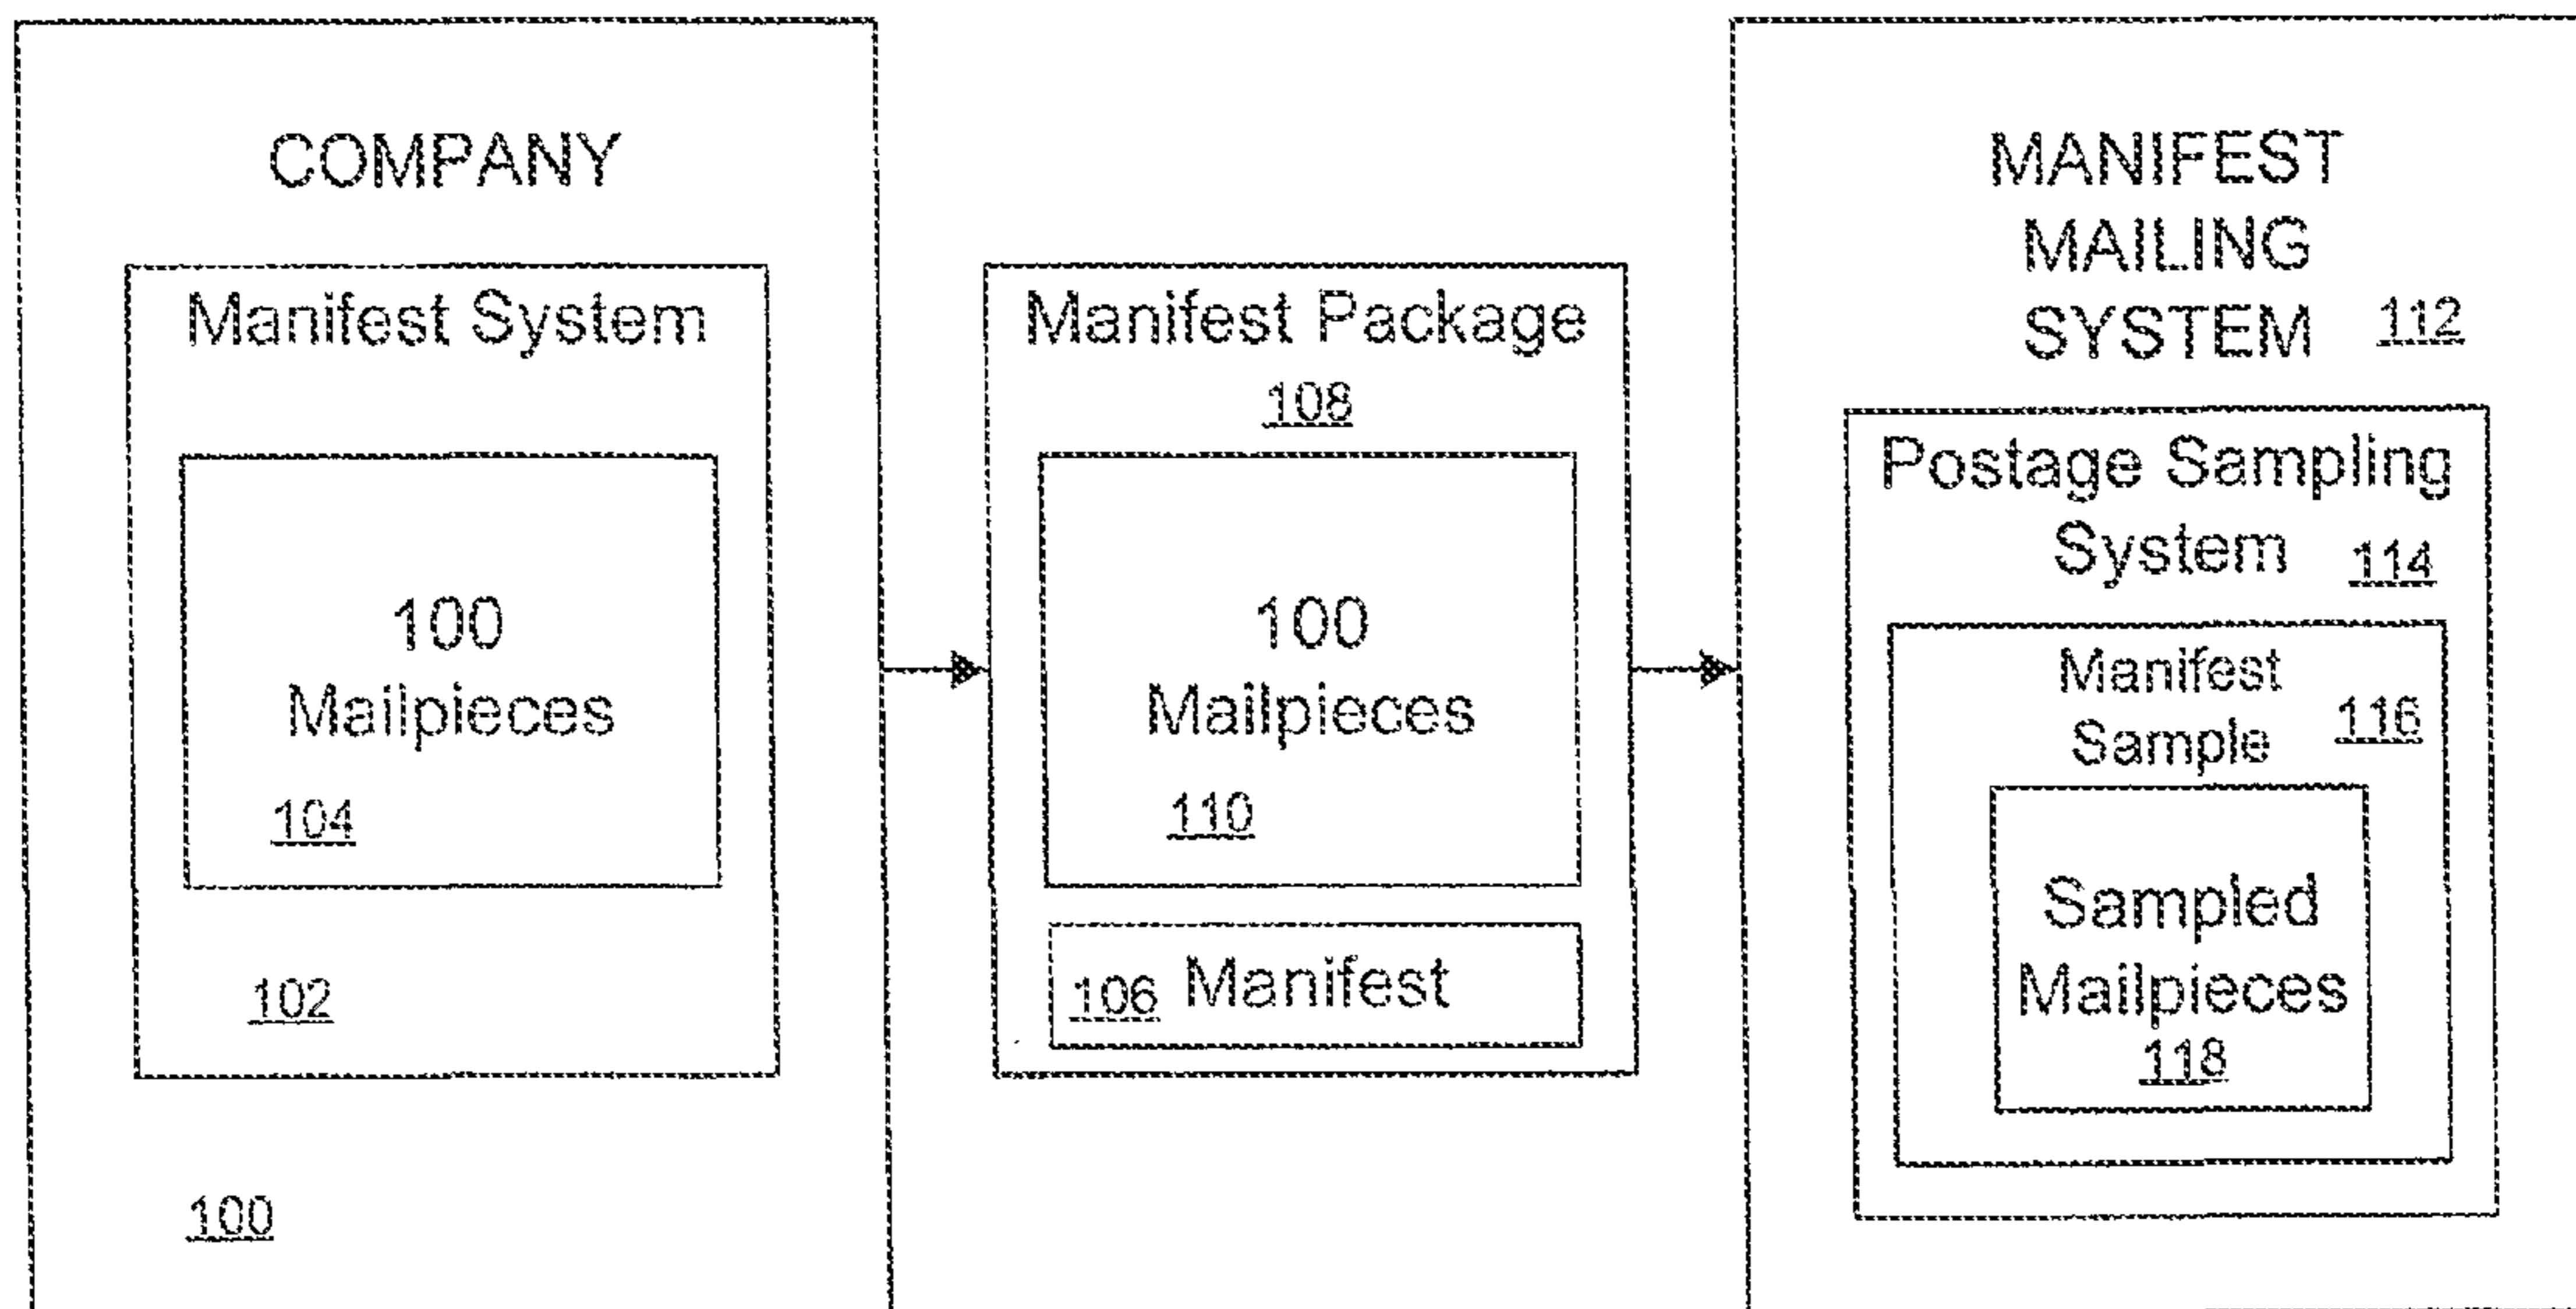 COMPANY
Manifest System
100
Mailpieces
104
102
100
Manifest Package
108
100
Mailpieces
110
106 Manifest
MANIFEST
MAILING
SYSTEM 112
Postage Sampling
System 114
Manifest
Sample 116
Sampled
Mailpieces
118